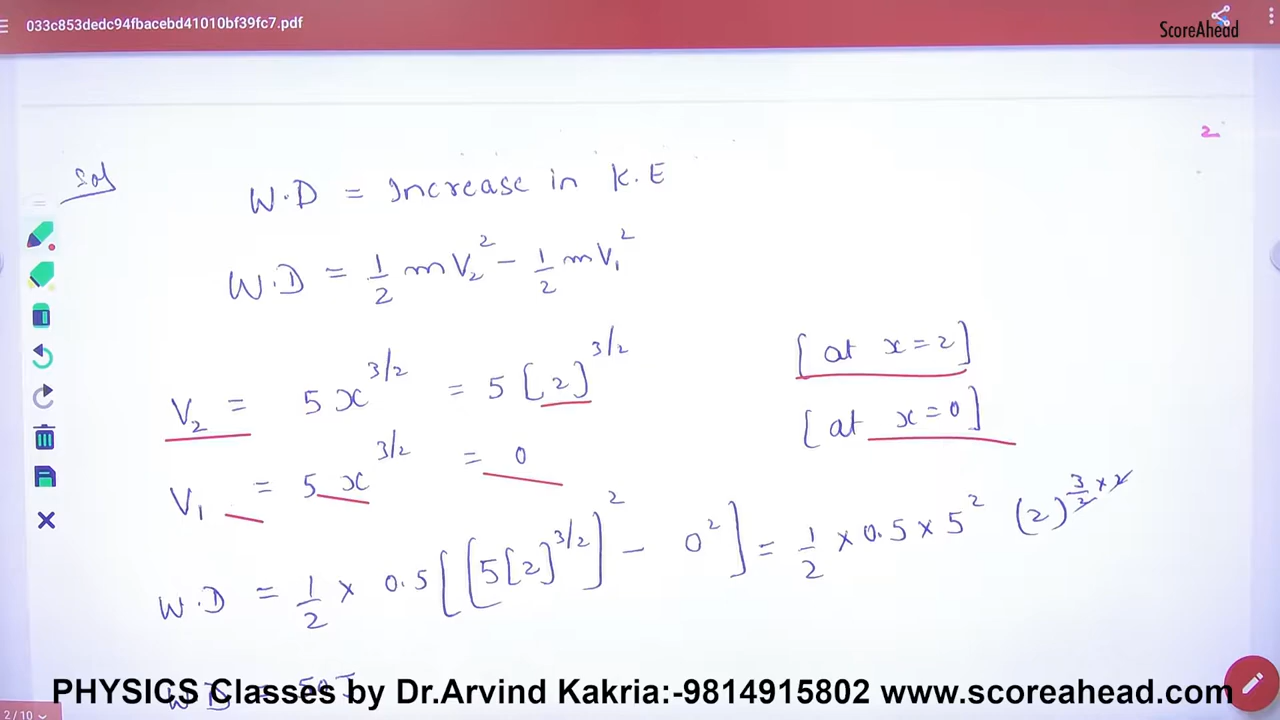 033c853dedc94fbacebd41010bf39fc7.pdf
ScoreAhead
2
Sol
W.D = Increase in K.E
W.D = 1/2 mV₂² - 1/2 mV₁²
V₂ = 5x^3/2 = 5[2]^3/2 [at x=2]
V₁ = 5x^3/2 = 0 [at x=0]
W.D = 1/2 × 0.5[[5[2]^3/2]² - 0²] = 1/2 × 0.5 × 5² (2)^3/2×2
W.D = 50J
PHYSICS Classes by Dr.Arvind Kakria:-9814915802 www.scoreahead.com
2/10